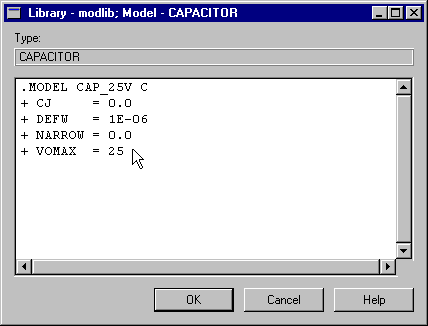 Library - modlib; Model - CAPACITOR
Type:
CAPACITOR
.MODEL CAP_25V C
+ CJ = 0.0
+ DEFW = 1E-06
+ NARROW = 0.0
+ VOMAX = 25
OK Cancel Help